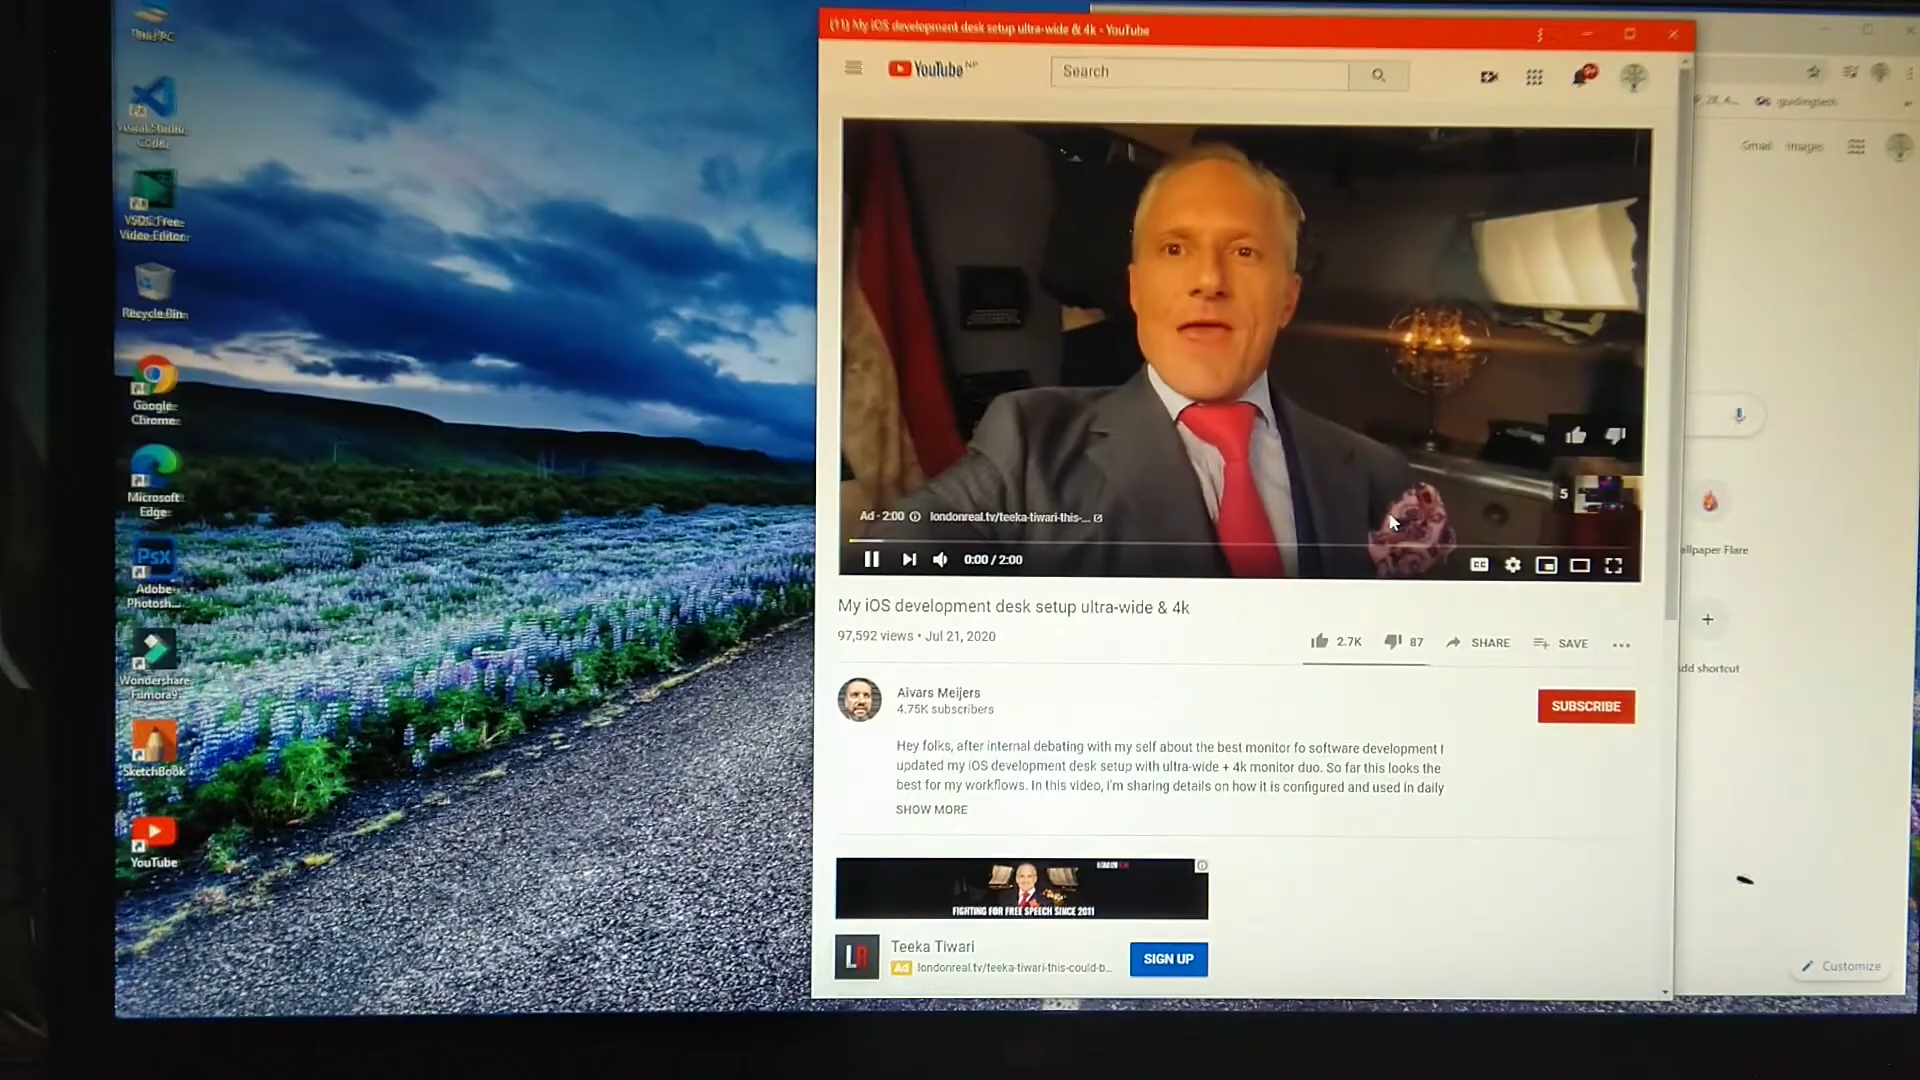 This PC
Visual Studio
Code
VSDC Free
Video Editor
Recycle Bin
Google
Chrome
Microsoft
Edge
Psx
Adobe
Photosh...
Wondershare
Filmora9
SketchBook
YouTube
(11) My iOS development desk setup ultra-wide & 4k - YouTube
YouTube NP
Search
9+
5
Ad · 2:00
londonreal.tv/teeka-tiwari-this-...
0:00 / 2:00
CC
My iOS development desk setup ultra-wide & 4k
97,592 views • Jul 21, 2020
2.7K
87
SHARE
SAVE
Aivars Meijers
4.75K subscribers
SUBSCRIBE
Hey folks, after internal debating with my self about the best monitor fo software development I
updated my iOS development desk setup with ultra-wide + 4k monitor duo. So far this looks the
best for my workflows. In this video, I'm sharing details on how it is configured and used in daily
SHOW MORE
FIGHTING FOR FREE SPEECH SINCE 2011
LR
Teeka Tiwari
Ad londonreal.tv/teeka-tiwari-this-could-b...
SIGN UP
guidingtech
Gmail
Images
allpaper Flare
dd shortcut
Customize